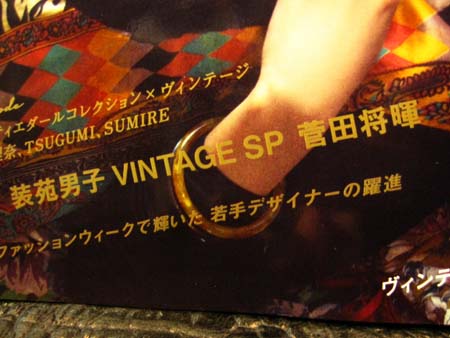 ィエダールコレクション×ヴィンテージ
奈、TSUGUMI、SUMIRE
装苑男子 VINTAGE SP 菅田将暉
ファッションウィークで輝いた 若手デザイナーの躍進
ヴィンテ